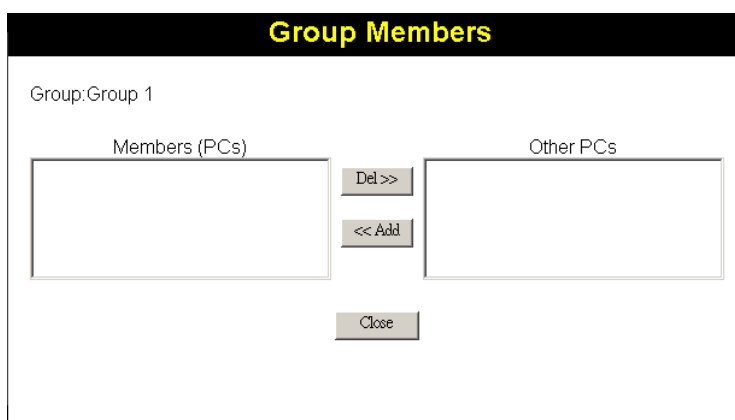 Group Members
Group:Group 1
Members (PCs)
Other PCs
Del >>
<< Add
Close